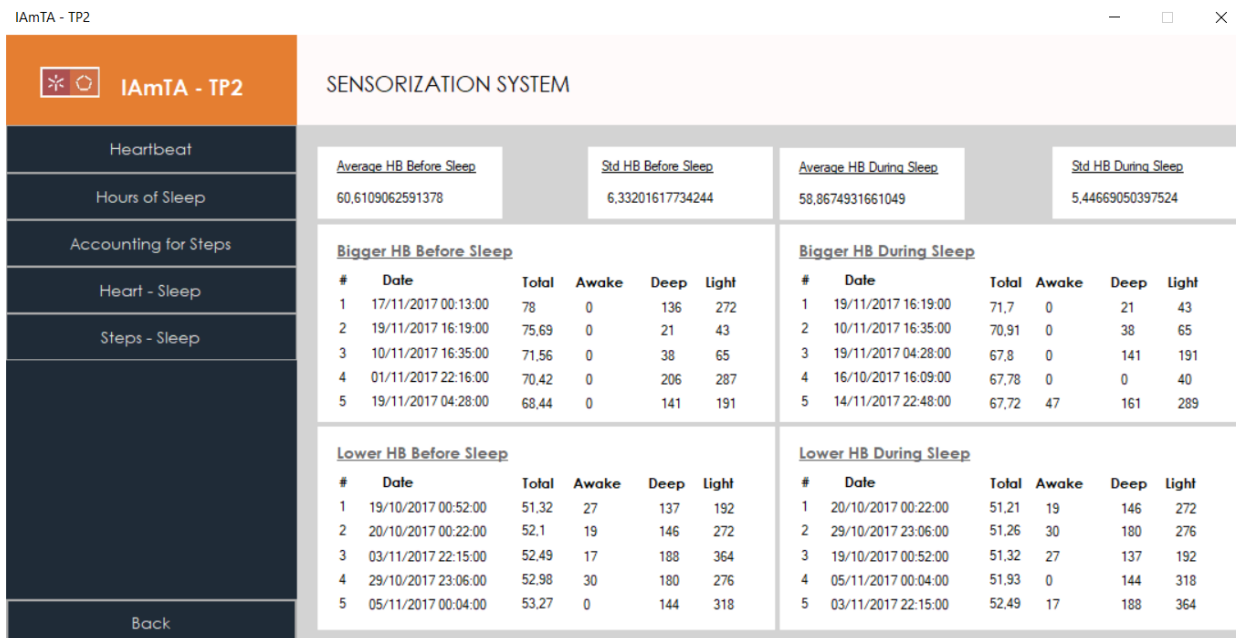 IAmTA - TP2
IAmTA - TP2
SENSORIZATION SYSTEM
Heartbeat
Hours of Sleep
Accounting for Steps
Heart - Sleep
Steps - Sleep
Back
Average HB Before Sleep
60,6109062591378
Std HB Before Sleep
6,33201617734244
Average HB During Sleep
58,8674931661049
Std HB During Sleep
5,44669050397524
Bigger HB Before Sleep
# Date Total Awake Deep Light
1 17/11/2017 00:13:00 78 0 136 272
2 19/11/2017 16:19:00 75,69 0 21 43
3 10/11/2017 16:35:00 71,56 0 38 65
4 01/11/2017 22:16:00 70,42 0 206 287
5 19/11/2017 04:28:00 68,44 0 141 191
Bigger HB During Sleep
# Date Total Awake Deep Light
1 19/11/2017 16:19:00 71,7 0 21 43
2 10/11/2017 16:35:00 70,91 0 38 65
3 19/11/2017 04:28:00 67,8 0 141 191
4 16/10/2017 16:09:00 67,78 0 0 40
5 14/11/2017 22:48:00 67,72 47 161 289
Lower HB Before Sleep
# Date Total Awake Deep Light
1 19/10/2017 00:52:00 51,32 27 137 192
2 20/10/2017 00:22:00 52,1 19 146 272
3 03/11/2017 22:15:00 52,49 17 188 364
4 29/10/2017 23:06:00 52,98 30 180 276
5 05/11/2017 00:04:00 53,27 0 144 318
Lower HB During Sleep
# Date Total Awake Deep Light
1 20/10/2017 00:22:00 51,21 19 146 272
2 29/10/2017 23:06:00 51,26 30 180 276
3 19/10/2017 00:52:00 51,32 27 137 192
4 05/11/2017 00:04:00 51,93 0 144 318
5 03/11/2017 22:15:00 52,49 17 188 364